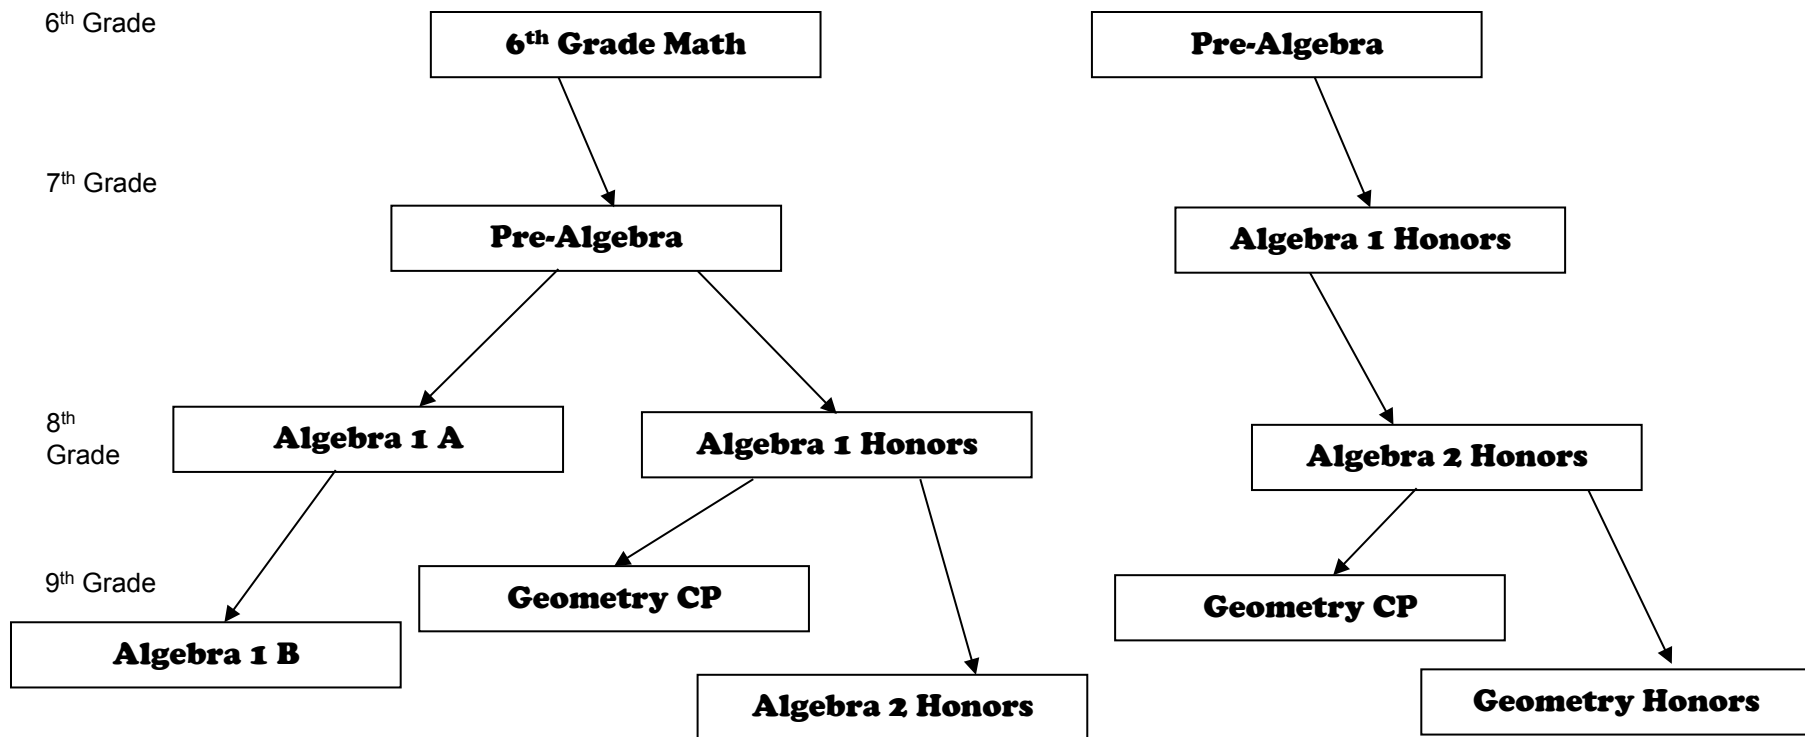 6th Grade
6th Grade Math
Pre-Algebra
7th Grade
Pre-Algebra
Algebra 1 Honors
8th
Grade
Algebra 1 A
Algebra 1 Honors
Algebra 2 Honors
9th Grade
Geometry CP
Geometry CP
Algebra 1 B
Algebra 2 Honors
Geometry Honors